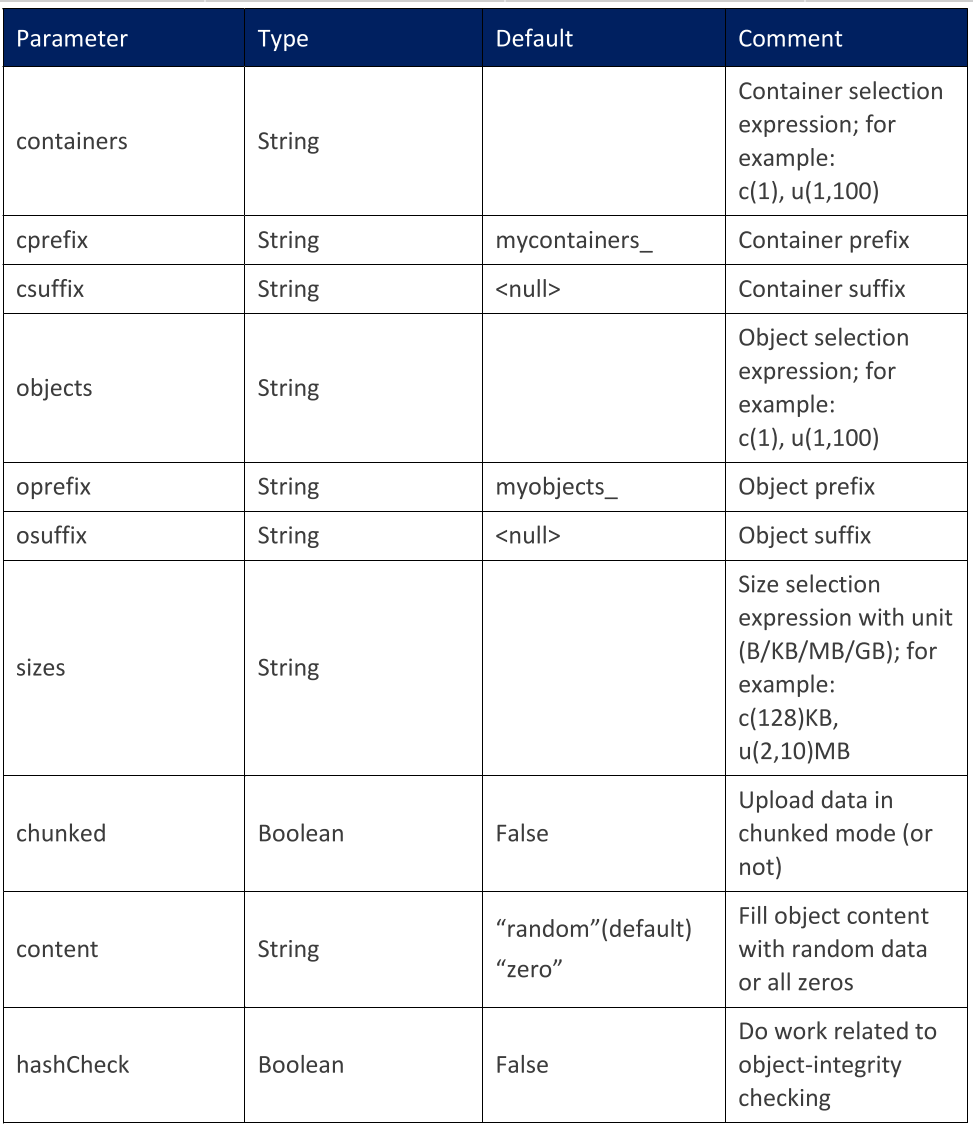 Parameter Type Default Comment
containers String Container selection
expression; for
example:
c(1), u(1,100)
cprefix String mycontainers_ Container prefix
csuffix String <null> Container suffix
objects String Object selection
expression; for
example:
c(1), u(1,100)
oprefix String myobjects_ Object prefix
osuffix String <null> Object suffix
sizes String Size selection
expression with unit
(B/KB/MB/GB); for
example:
c(128)KB,
u(2,10)MB
chunked Boolean False Upload data in
chunked mode (or
not)
content String “random”(default)
“zero”
Fill object content
with random data
or all zeros
hashCheck Boolean False Do work related to
object-integrity
checking